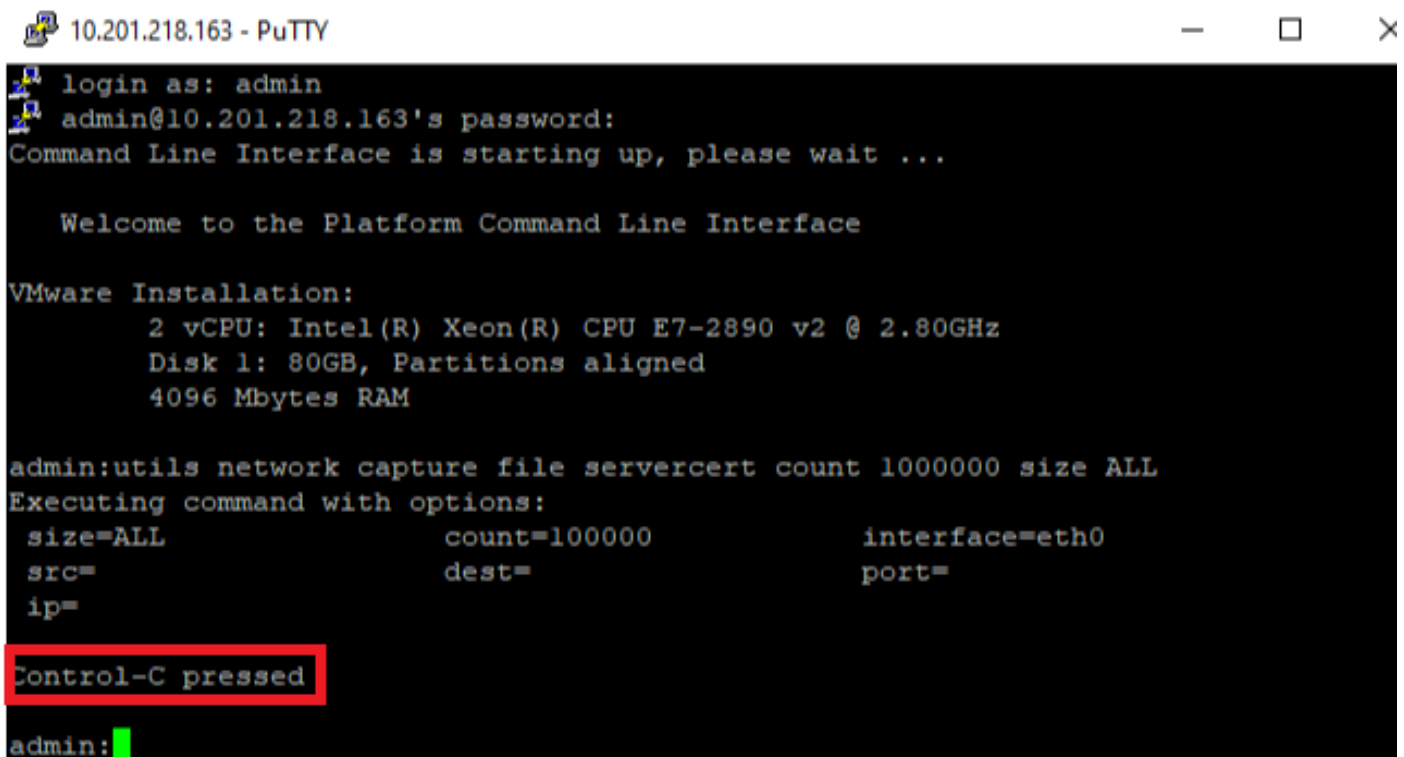 10.201.218.163 - PuTTY
login as: admin
admin@10.201.218.163's password:
Command Line Interface is starting up, please wait ...
Welcome to the Platform Command Line Interface
VMware Installation:
2 vCPU: Intel(R) Xeon(R) CPU E7-2890 v2 @ 2.80GHz
Disk 1: 80GB, Partitions aligned
4096 Mbytes RAM
admin:utils network capture file servercert count 1000000 size ALL
Executing command with options:
size=ALL count=100000 interface=eth0
src= dest= port=
ip=
Control-C pressed
admin: